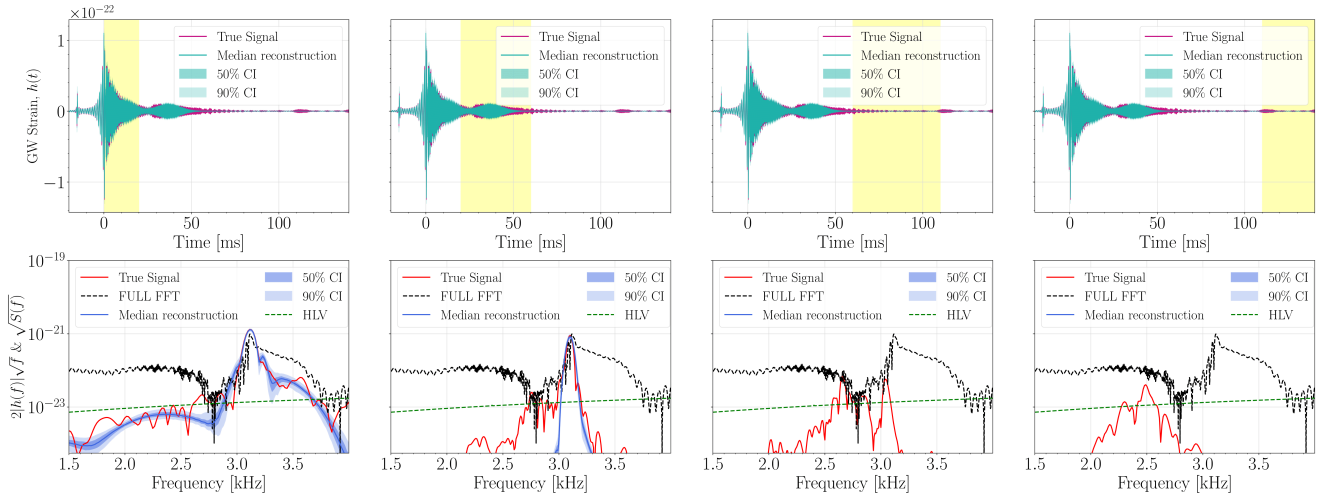 ×10⁻²²
GW Strain, h(t)
1
0
−1
True Signal
Median reconstruction
50% CI
90% CI
0 50 100
Time [ms]
True Signal
Median reconstruction
50% CI
90% CI
0 50 100
Time [ms]
True Signal
Median reconstruction
50% CI
90% CI
0 50 100
Time [ms]
True Signal
Median reconstruction
50% CI
90% CI
0 50 100
Time [ms]
2|h(f)|√f & √S(f)
10⁻¹⁹
10⁻²¹
10⁻²³
True Signal 50% CI
FULL FFT 90% CI
Median reconstruction HLV
1.5 2.0 2.5 3.0 3.5
Frequency [kHz]
True Signal 50% CI
FULL FFT 90% CI
Median reconstruction HLV
1.5 2.0 2.5 3.0 3.5
Frequency [kHz]
True Signal 50% CI
FULL FFT 90% CI
Median reconstruction HLV
1.5 2.0 2.5 3.0 3.5
Frequency [kHz]
True Signal 50% CI
FULL FFT 90% CI
Median reconstruction HLV
1.5 2.0 2.5 3.0 3.5
Frequency [kHz]